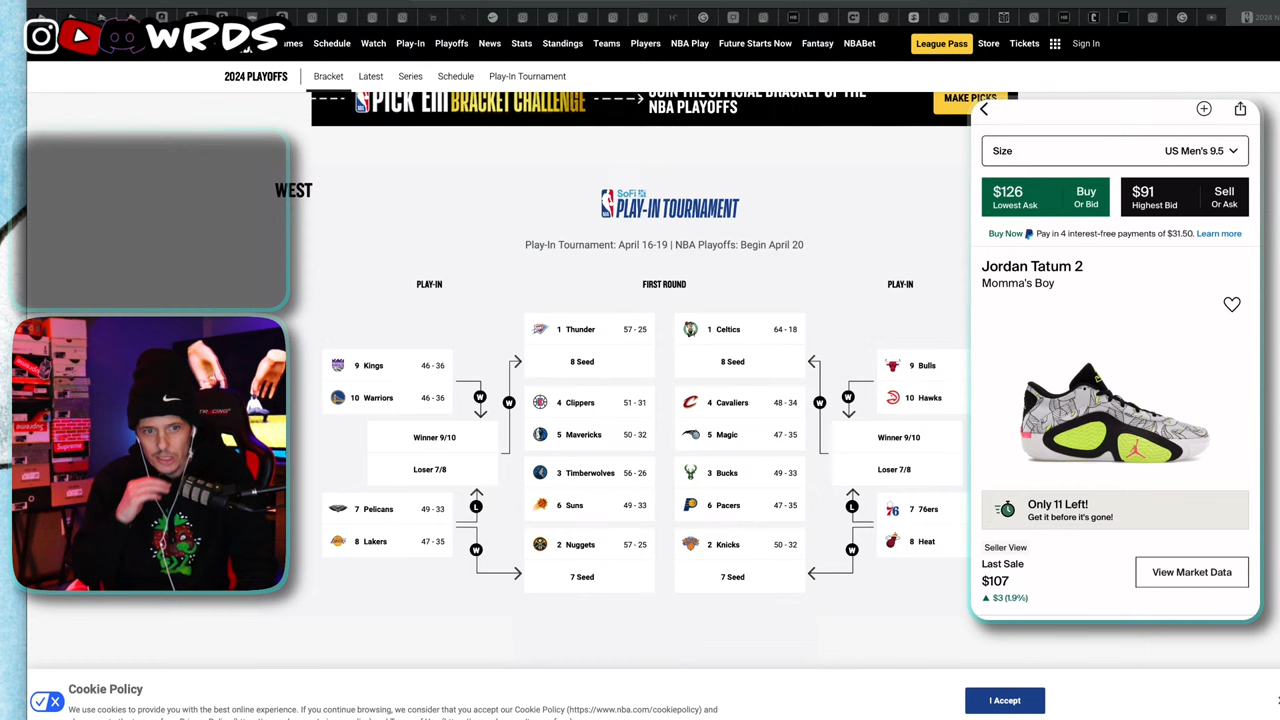 WRDS
Schedule Watch Play-In Playoffs News Stats Standings Teams Players NBA Play Future Starts Now Fantasy NBABet League Pass Store Tickets Sign In
2024 PLAYOFFS Bracket Latest Series Schedule Play-In Tournament
PICK EM BRACKET CHALLENGE
NBA PLAYOFFS
MAKE PICKS
WEST
SoFi
PLAY-IN TOURNAMENT
Play-In Tournament: April 16-19 | NBA Playoffs: Begin April 20
PLAY-IN FIRST ROUND PLAY-IN
9 Kings 46 - 36
10 Warriors 46 - 36
W
Winner 9/10
Loser 7/8
L
7 Pelicans 49 - 33
8 Lakers 47 - 35
W
W
1 Thunder 57 - 25
8 Seed
4 Clippers 51 - 31
5 Mavericks 50 - 32
3 Timberwolves 56 - 26
6 Suns 49 - 33
2 Nuggets 57 - 25
7 Seed
1 Celtics 64 - 18
8 Seed
4 Cavaliers 48 - 34
5 Magic 47 - 35
3 Bucks 49 - 33
6 Pacers 47 - 35
2 Knicks 50 - 32
7 Seed
W
9 Bulls
10 Hawks
W
Winner 9/10
Loser 7/8
L
7 76ers
8 Heat
W
Size US Men's 9.5
$126 Buy
Lowest Ask Or Bid
$91 Sell
Highest Bid Or Ask
Buy Now Pay in 4 interest-free payments of $31.50. Learn more
Jordan Tatum 2
Momma's Boy
Only 11 Left!
Get it before it's gone!
Seller View
Last Sale
$107
▲ $3 (1.9%)
View Market Data
Supreme
Supreme
Cookie Policy
We use cookies to provide you with the best online experience. If you continue browsing, we consider that you accept our Cookie Policy (https://www.nba.com/cookiepolicy) and
I Accept